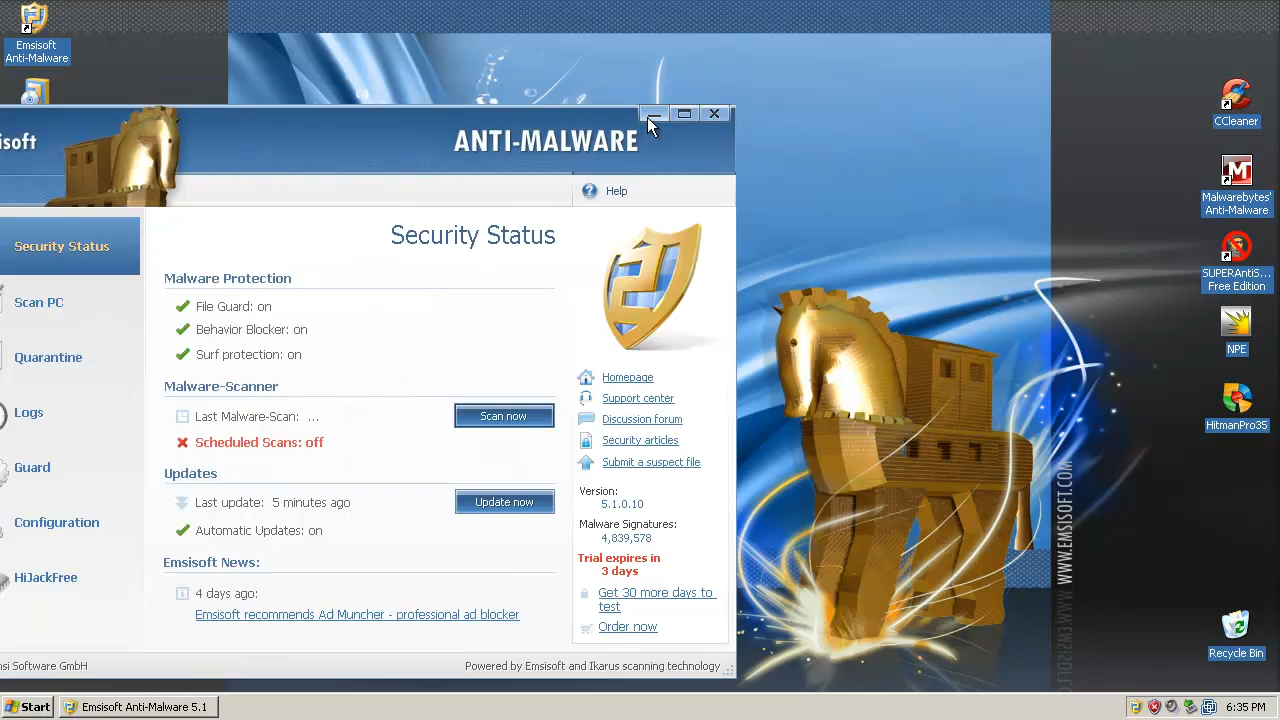 Emsisoft
Anti-Malware
CCleaner
Malwarebytes'
Anti-Malware
SUPERAntiS...
Free Edition
NPE
HitmanPro35
Recycle Bin
isoft
ANTI-MALWARE
Help
Security Status
Scan PC
Quarantine
Logs
Guard
Configuration
HiJackFree
Security Status
Malware Protection
File Guard: on
Behavior Blocker: on
Surf protection: on
Malware-Scanner
Last Malware-Scan: ...
Scan now
Scheduled Scans: off
Updates
Last update: 5 minutes ago
Update now
Automatic Updates: on
Emsisoft News:
4 days ago:
Emsisoft recommends Ad Muncher - professional ad blocker
Homepage
Support center
Discussion forum
Security articles
Submit a suspect file
Version:
5.1.0.15
Malware Signatures:
4,839,578
Trial expires in
3 days
Get 30 more days to
test
Order now
msi Software GmbH
Powered by Emsisoft and Ikarus scanning technology
WWW.EMSISOFT.COM
Start
Emsisoft Anti-Malware 5.1
6:35 PM